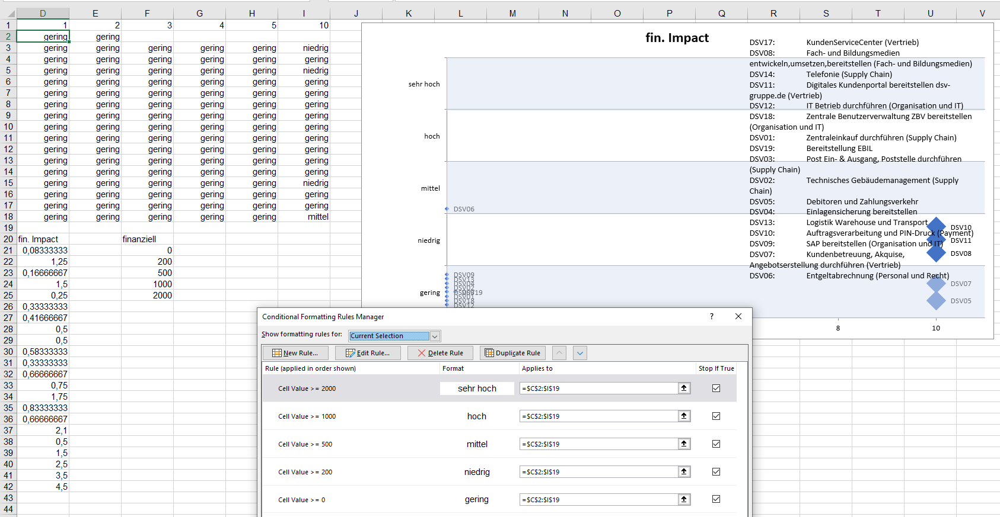 D E F G H I J K L M N O P Q R S T U V
1 1 2 3 4 5 10
2 gering gering
3 gering gering gering gering gering niedrig
4 gering gering gering gering gering gering
5 gering gering gering gering gering niedrig
6 gering gering gering gering gering gering
7 gering gering gering gering gering gering
8 gering gering gering gering gering gering
9 gering gering gering gering gering gering
10 gering gering gering gering gering gering
11 gering gering gering gering gering gering
12 gering gering gering gering gering gering
13 gering gering gering gering gering gering
14 gering gering gering gering gering gering
15 gering gering gering gering gering niedrig
16 gering gering gering gering gering gering
17 gering gering gering gering gering gering
18 gering gering gering gering gering mittel
19
20 fin. Impact finanziell
21 0,08333333 0
22 1,25 200
23 0,16666667 500
24 1,5 1000
25 0,25 2000
26 0,33333333
27 0,41666667
28 0,5
29 0,5
30 0,58333333
31 0,33333333
32 0,66666667
33 0,75
34 1,75
35 0,83333333
36 0,66666667
37 2,1
38 0,5
39 1,5
40 2,5
41 3,5
42 4,5
43
44
fin. Impact
sehr hoch
hoch
mittel
niedrig
gering
DSV06
DSV09
DSV13
DSV04
DSV02
DSV19
DSV01
DSV18
DSV12
DSV10
DSV11
DSV08
DSV07
DSV05
8 10
DSV17: KundenServiceCenter (Vertrieb)
DSV08: Fach- und Bildungsmedien
entwickeln,umsetzen,bereitstellen (Fach- und Bildungsmedien)
DSV14: Telefonie (Supply Chain)
DSV11: Digitales Kundenportal bereitstellen dsv-
gruppe.de (Vertrieb)
DSV12: IT Betrieb durchführen (Organisation und IT)
DSV18: Zentrale Benutzerverwaltung ZBV bereitstellen
(Organisation und IT)
DSV01: Zentraleinkauf durchführen (Supply Chain)
DSV19: Bereitstellung EBIL
DSV03: Post Ein- & Ausgang, Poststelle durchführen
(Supply Chain)
DSV02: Technisches Gebäudemanagement (Supply
Chain)
DSV05: Debitoren und Zahlungsverkehr
DSV04: Einlagensicherung bereitstellen
DSV13: Logistik Warehouse und Transport
DSV10: Auftragsverarbeitung und PIN-Druck (Payment)
DSV09: SAP bereitstellen (Organisation und IT)
DSV07: Kundenbetreuung, Akquise,
Angebotserstellung durchführen (Vertrieb)
DSV06: Entgeltabrechnung (Personal und Recht)
Conditional Formatting Rules Manager ?
Show formatting rules for: Current Selection
New Rule... Edit Rule... Delete Rule Duplicate Rule
Rule (applied in order shown) Format Applies to Stop If True
Cell Value >= 2000 sehr hoch =$C$2:$I$19
Cell Value >= 1000 hoch =$C$2:$I$19
Cell Value >= 500 mittel =$C$2:$I$19
Cell Value >= 200 niedrig =$C$2:$I$19
Cell Value >= 0 gering =$C$2:$I$19